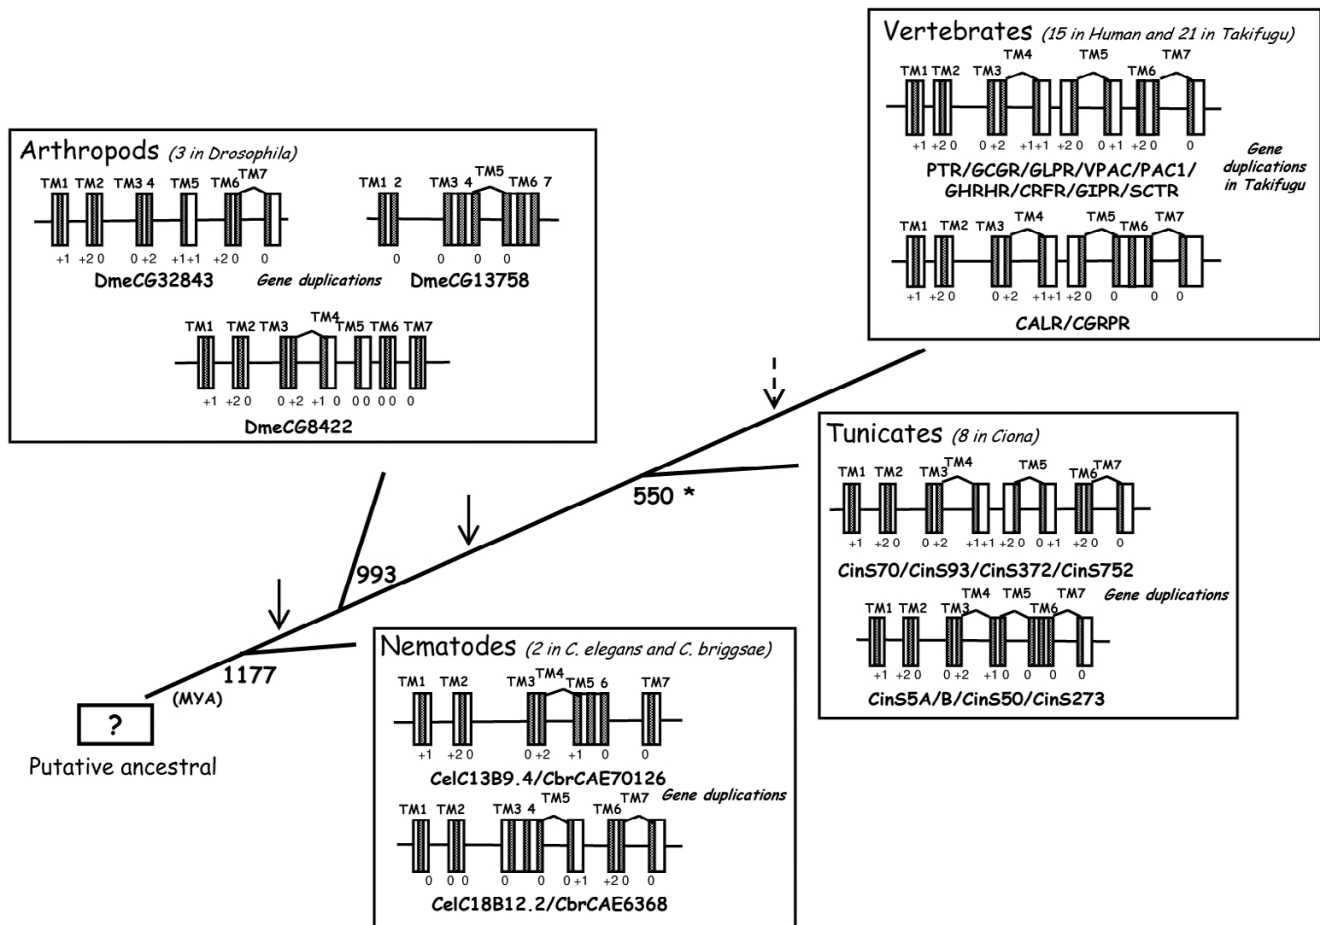 Vertebrates (15 in Human and 21 in Takifugu)
TM4 TM5 TM7
TM1 TM2 TM3 TM6
+1 +2 0 0 +2 +1+1 +2 0 0 +1 +2 0 0
PTR/GCGR/GLPR/VPAC/PAC1/
GHRHR/CRFR/GIPR/SCTR
Gene
duplications
in Takifugu
TM4 TM5 TM7
TM1 TM2 TM3 TM6
+1 +2 0 0 +2 +1+1 +2 0 0 0 0
CALR/CGRPR
Arthropods (3 in Drosophila)
TM7
TM1 TM2 TM3 4 TM5 TM6
+1 +2 0 0 +2 +1+1 +2 0 0
DmeCG32843
Gene duplications
TM5
TM1 2 TM3 4 TM6 7
0 0 0 0
DmeCG13758
TM4
TM1 TM2 TM3 TM5 TM6 TM7
+1 +2 0 0 +2 +1 0 0 0 0 0 0
DmeCG8422
Tunicates (8 in Ciona)
TM4 TM5 TM7
TM1 TM2 TM3 TM6
+1 +2 0 0 +2 +1+1 +2 0 0 +1 +2 0 0
CinS70/CinS93/CinS372/CinS752
Gene duplications
TM4 TM5 TM7
TM1 TM2 TM3 TM6
+1 +2 0 0 +2 +1 0 0 0 0
CinS5A/B/CinS50/CinS273
550 *
993
1177
(MYA)
?
Putative ancestral
Nematodes (2 in C. elegans and C. briggsae)
TM4
TM1 TM2 TM3 TM5 6 TM7
+1 +2 0 0 +2 +1 0 0
CelC13B9.4/CbrCAE70126
Gene duplications
TM5 TM7
TM1 TM2 TM3 4 TM6
0 0 0 0 0 0 +1 +2 0 0
CelC18B12.2/CbrCAE6368